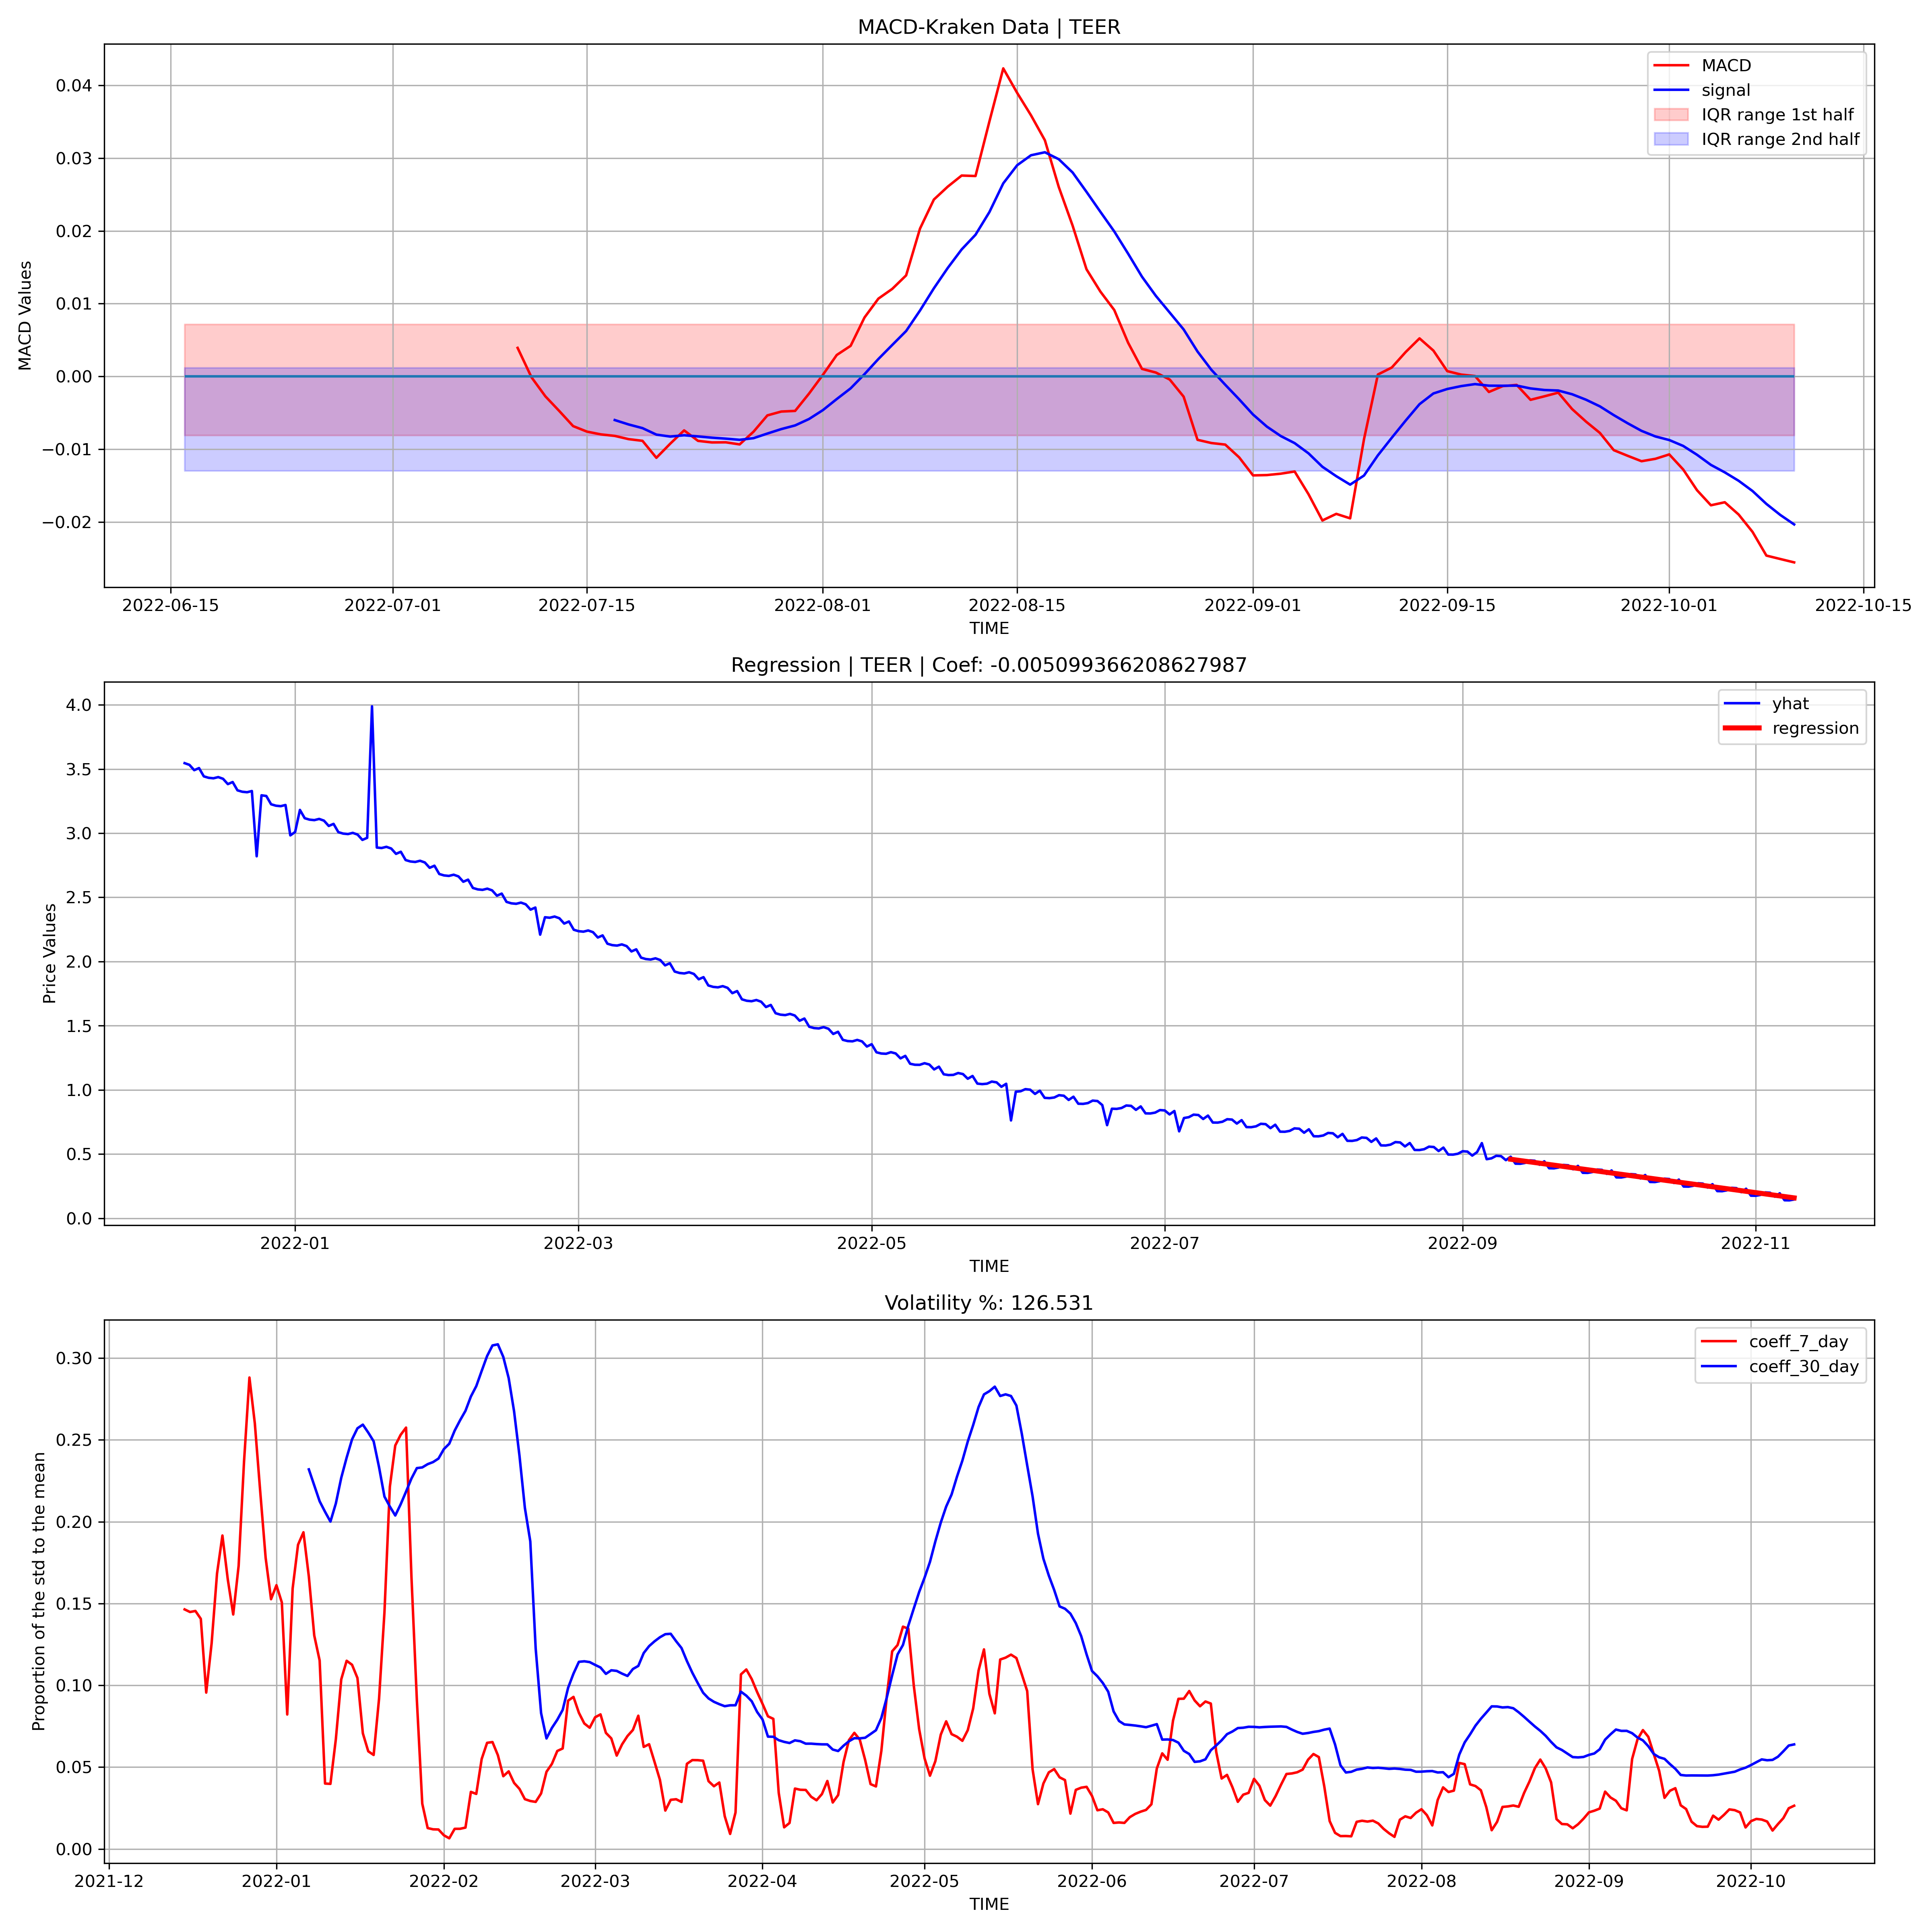 MACD-Kraken Data | TEER
MACD Values
0.04
0.03
0.02
0.01
0.00
−0.01
−0.02
MACD
signal
IQR range 1st half
IQR range 2nd half
2022-06-15 2022-07-01 2022-07-15 2022-08-01 2022-08-15 2022-09-01 2022-09-15 2022-10-01 2022-10-15
TIME
Regression | TEER | Coef: -0.005099366208627987
Price Values
4.0
3.5
3.0
2.5
2.0
1.5
1.0
0.5
0.0
yhat
regression
2022-01 2022-03 2022-05 2022-07 2022-09 2022-11
TIME
Volatility %: 126.531
Proportion of the std to the mean
0.30
0.25
0.20
0.15
0.10
0.05
0.00
coeff_7_day
coeff_30_day
2021-12 2022-01 2022-02 2022-03 2022-04 2022-05 2022-06 2022-07 2022-08 2022-09 2022-10
TIME